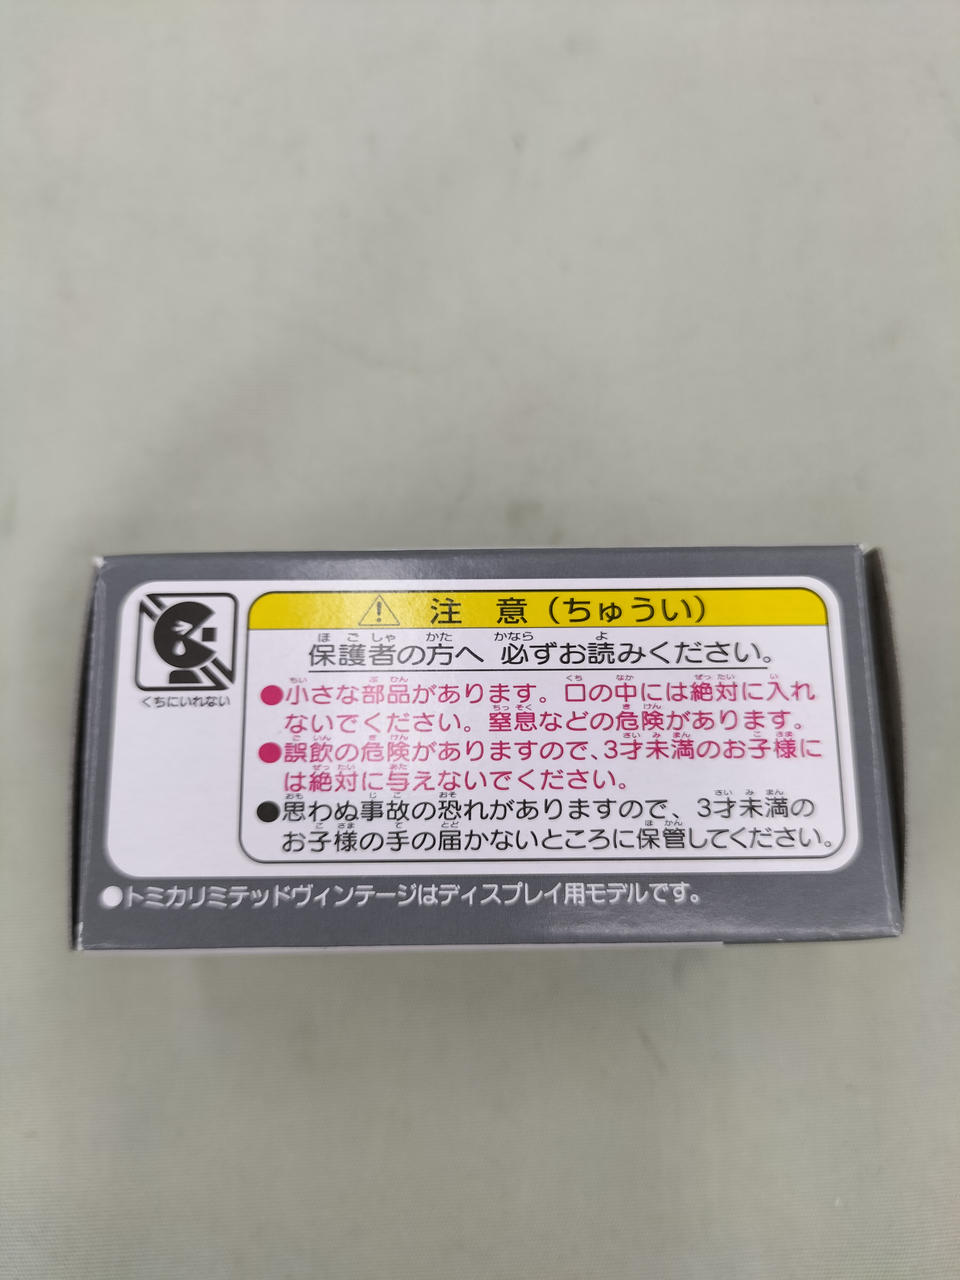 くちにいれない
注意(ちゅうい)
保護者の方へ 必ずお読みください。
●小さな部品があります。口の中には絶対に入れ
ないでください。窒息などの危険があります。
●誤飲の危険がありますので、3才未満のお子様に
は絶対に与えないでください。
●思わぬ事故の恐れがありますので、3才未満の
お子様の手の届かないところに保管してください。
●トミカリミテッドヴィンテージはディスプレイ用モデルです。